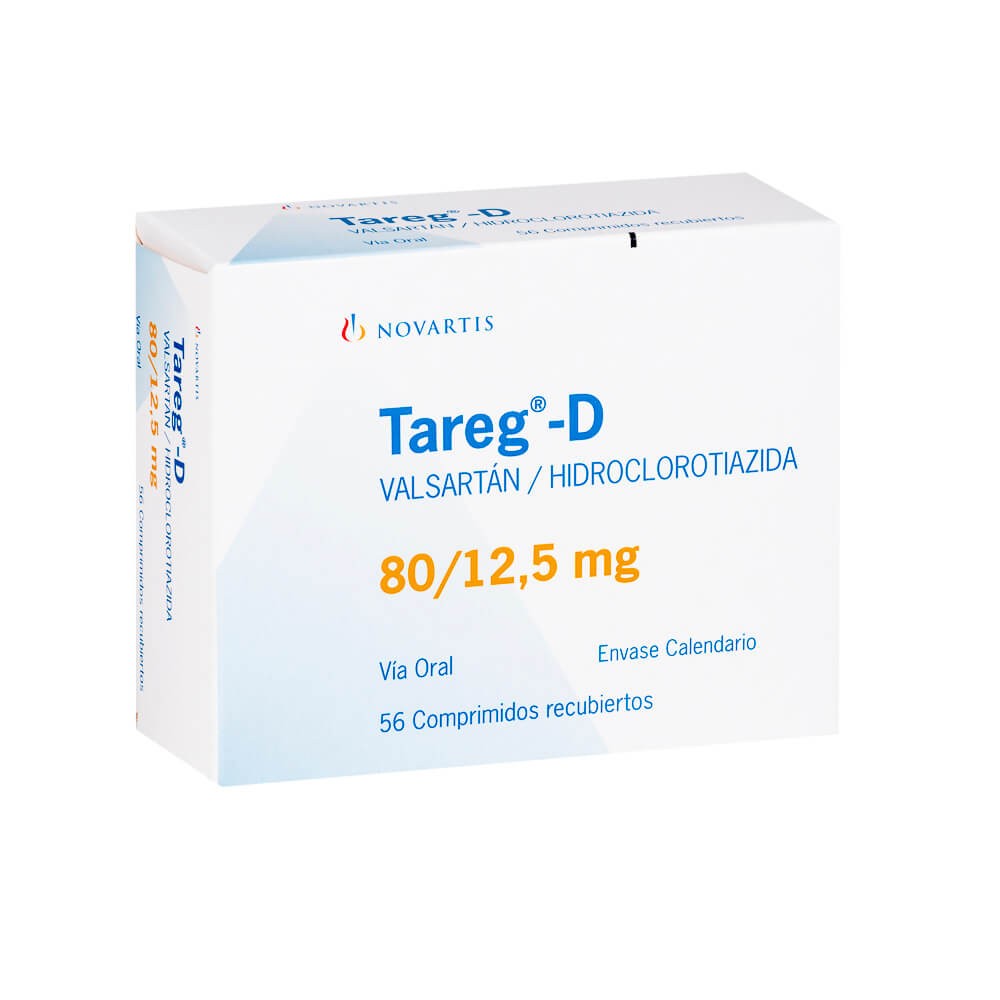 NOVARTIS
Tareg®-D
VALSARTÁN / HIDROCLOROTIAZIDA
Vía Oral
56 Comprimidos recubiertos
NOVARTIS
Tareg®-D
VALSARTÁN / HIDROCLOROTIAZIDA
80/12,5 mg
Vía Oral
56 Comprimidos recubiertos
NOVARTIS
Tareg®-D
VALSARTÁN / HIDROCLOROTIAZIDA
80/12,5 mg
Vía Oral
Envase Calendario
56 Comprimidos recubiertos